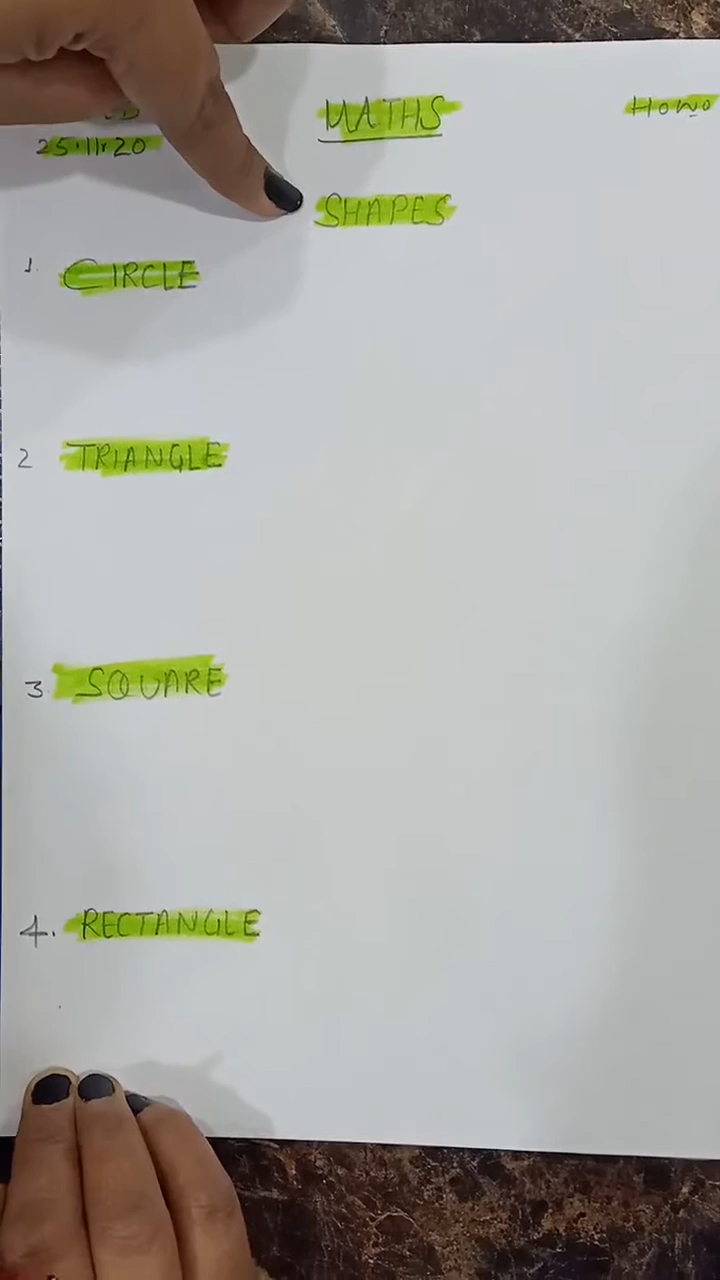 MATHS
25.11.20
SHAPES
1. CIRCLE
2 TRIANGLE
3 SQUARE
4. RECTANGLE